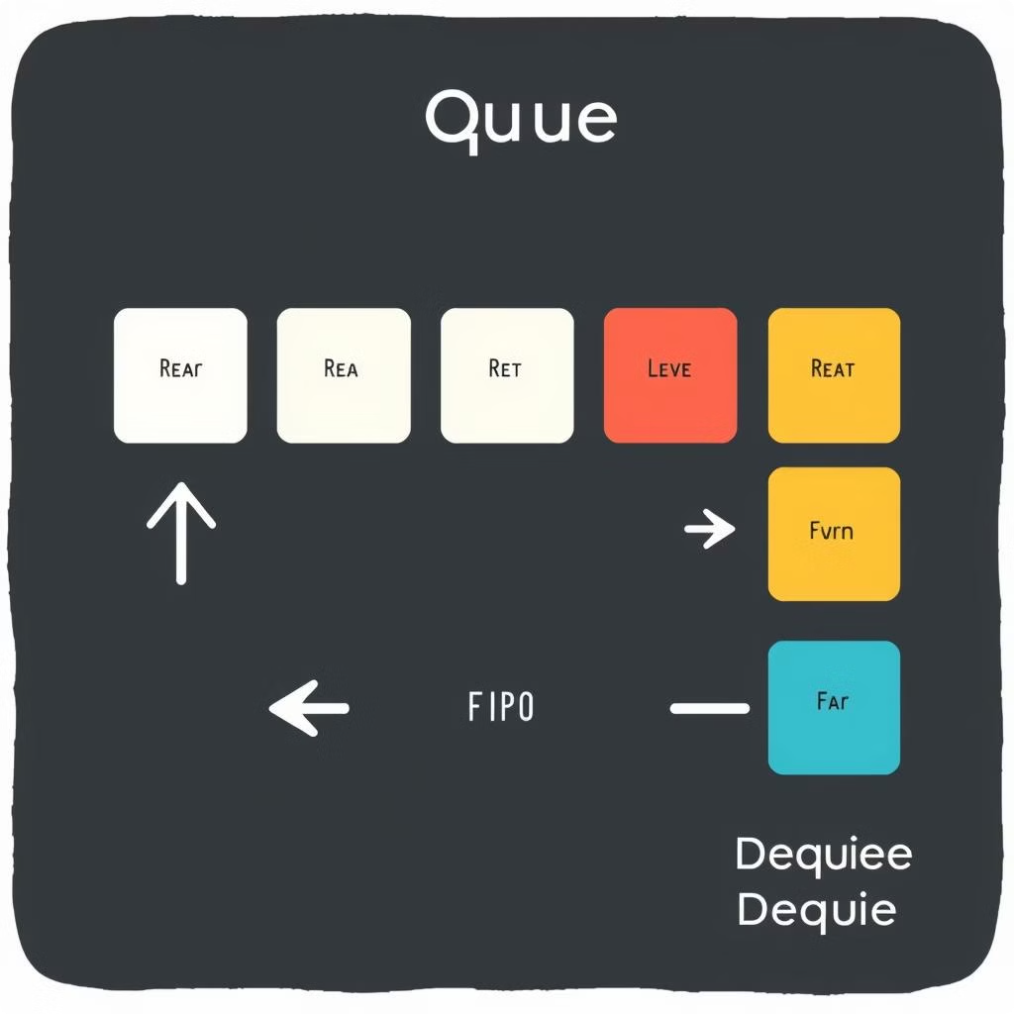 Quue
Rear Rea Ret Leve Reat
Fvrn
FIPO Far
Dequiee
Dequie